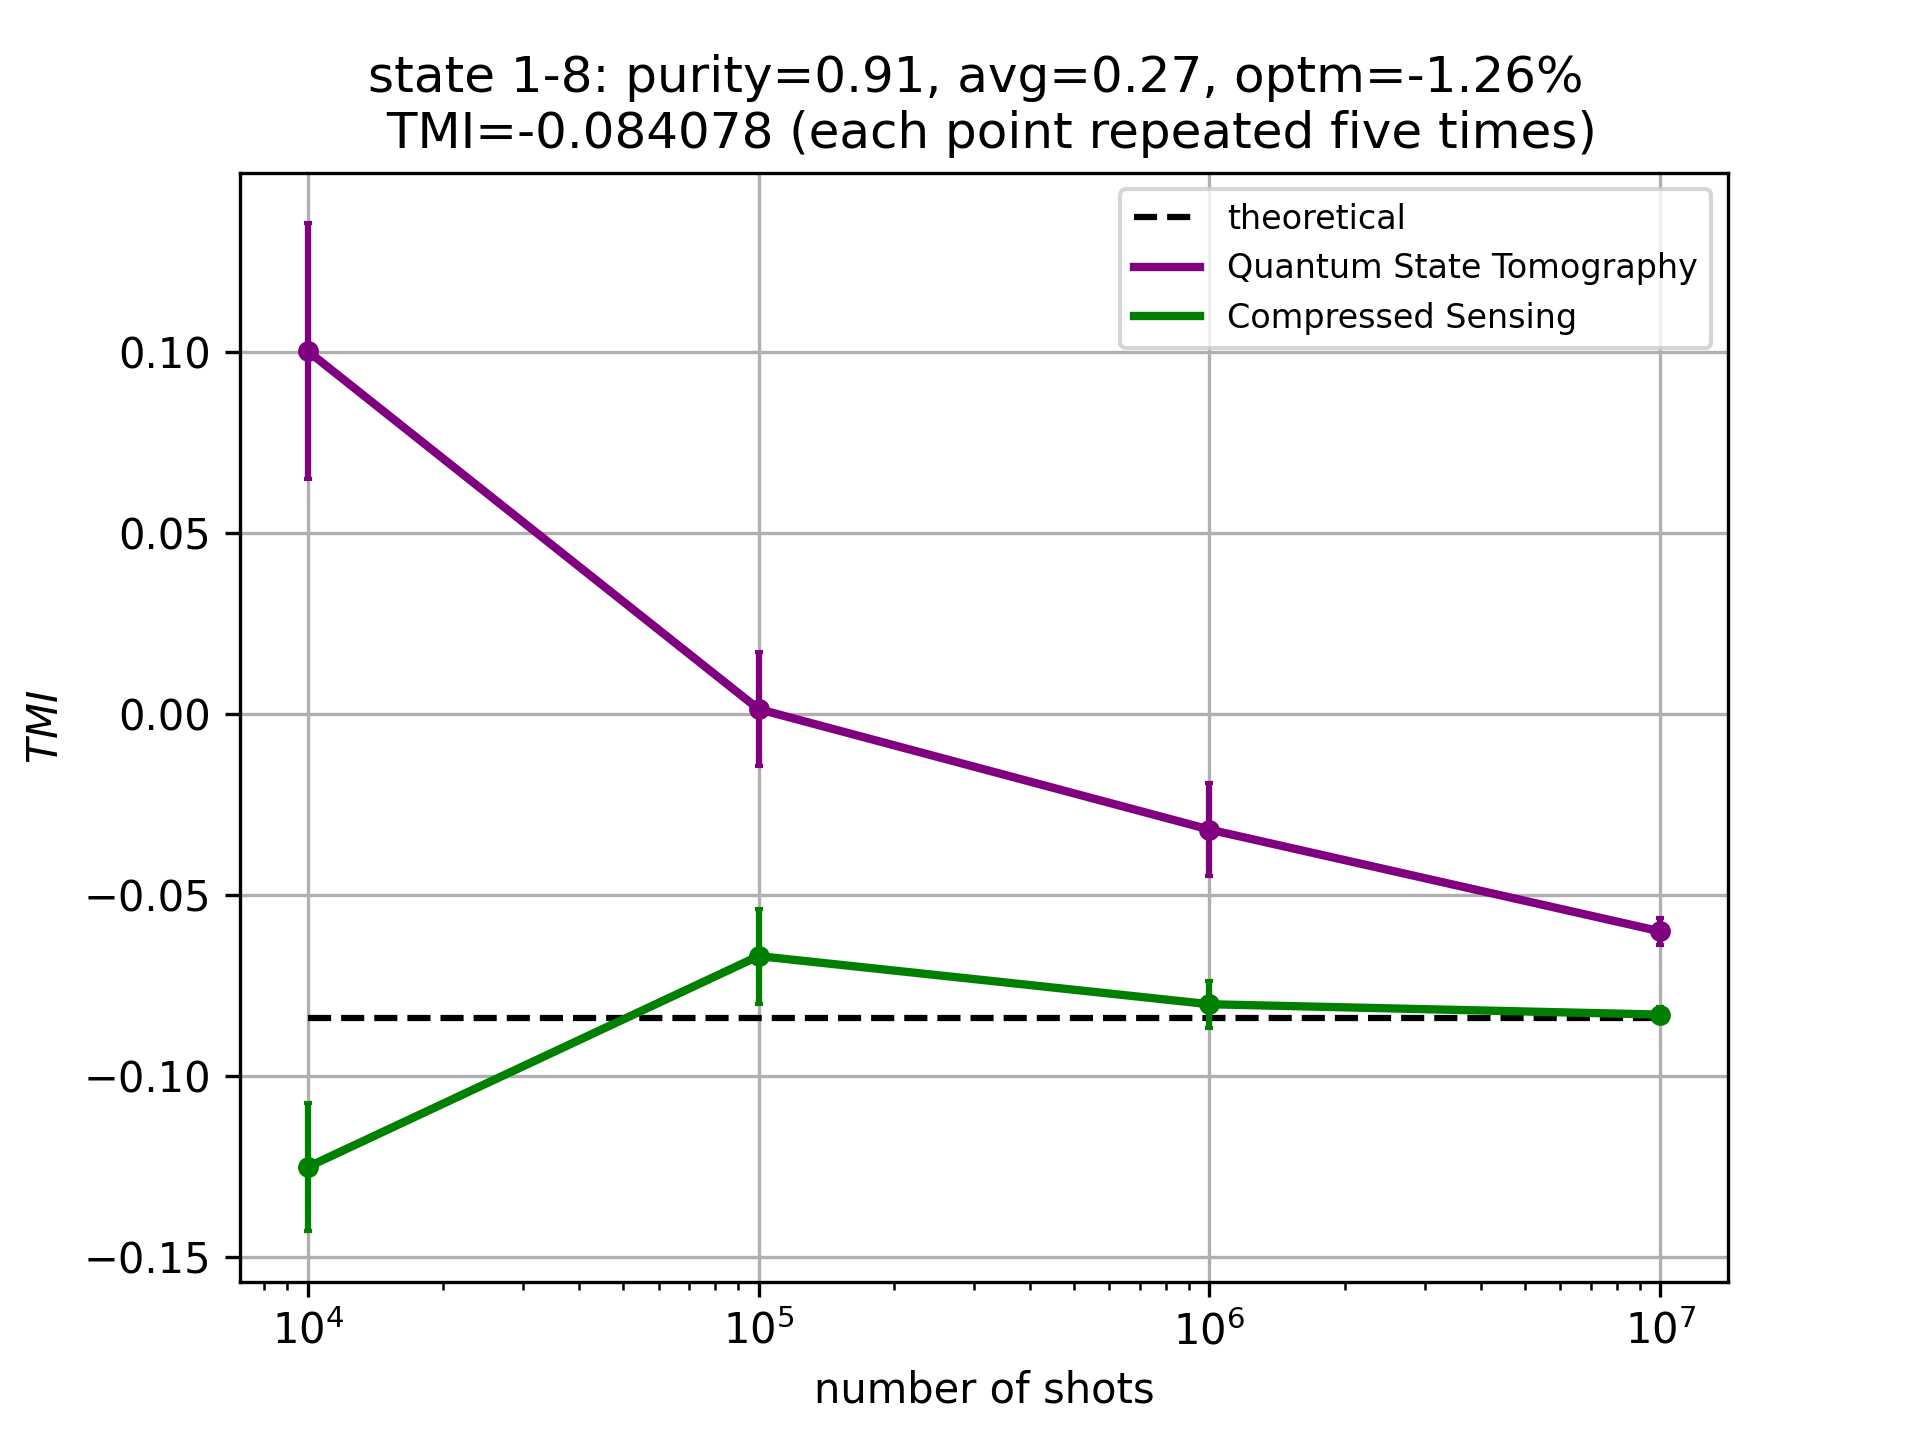 state 1-8: purity=0.91, avg=0.27, optm=-1.26%
TMI=-0.084078 (each point repeated five times)
theoretical
Quantum State Tomography
Compressed Sensing
0.10
0.05
0.00
−0.05
−0.10
−0.15
TMI
10⁴ 10⁵ 10⁶ 10⁷
number of shots